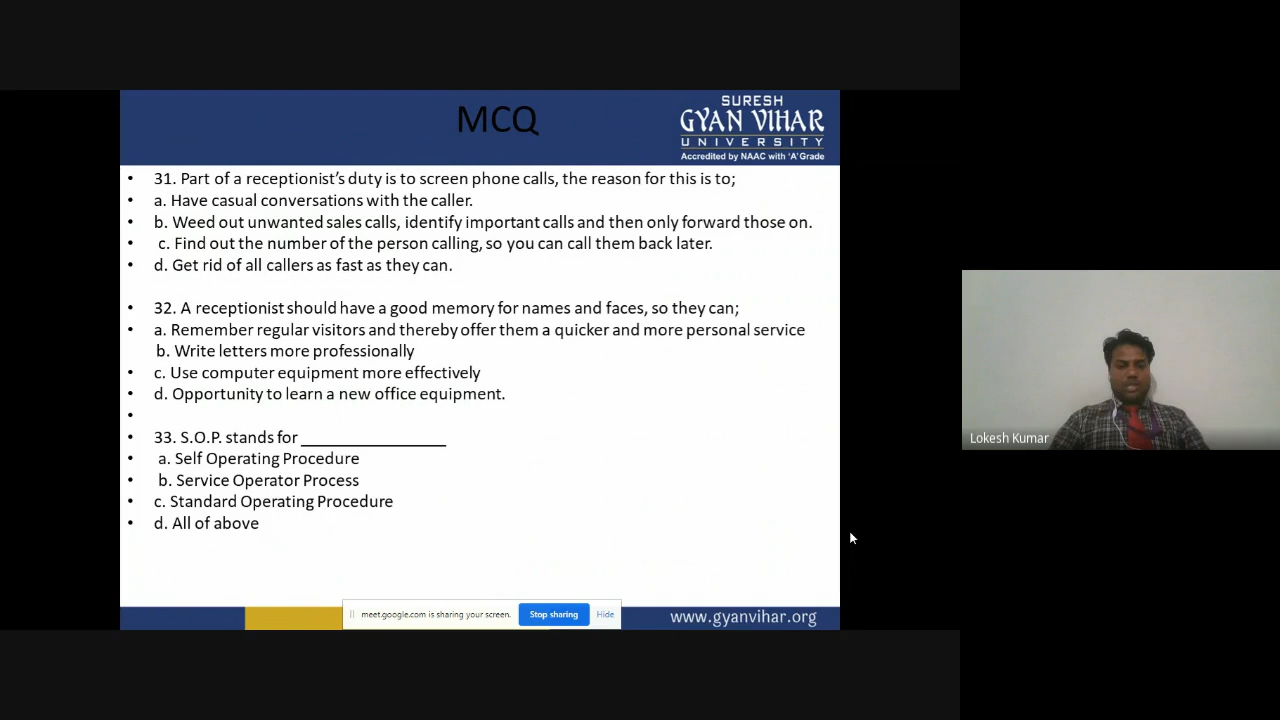 MCQ
SURESH
GYAN VIHAR
UNIVERSITY
Accredited by NAAC with 'A' Grade
• 31. Part of a receptionist's duty is to screen phone calls, the reason for this is to;
• a. Have casual conversations with the caller.
• b. Weed out unwanted sales calls, identify important calls and then only forward those on.
• c. Find out the number of the person calling, so you can call them back later.
• d. Get rid of all callers as fast as they can.
• 32. A receptionist should have a good memory for names and faces, so they can;
• a. Remember regular visitors and thereby offer them a quicker and more personal service
b. Write letters more professionally
• c. Use computer equipment more effectively
• d. Opportunity to learn a new office equipment.
•
• 33. S.O.P. stands for ________________
• a. Self Operating Procedure
• b. Service Operator Process
• c. Standard Operating Procedure
• d. All of above
Lokesh Kumar
meet.google.com is sharing your screen. Stop sharing Hide
www.gyanvihar.org